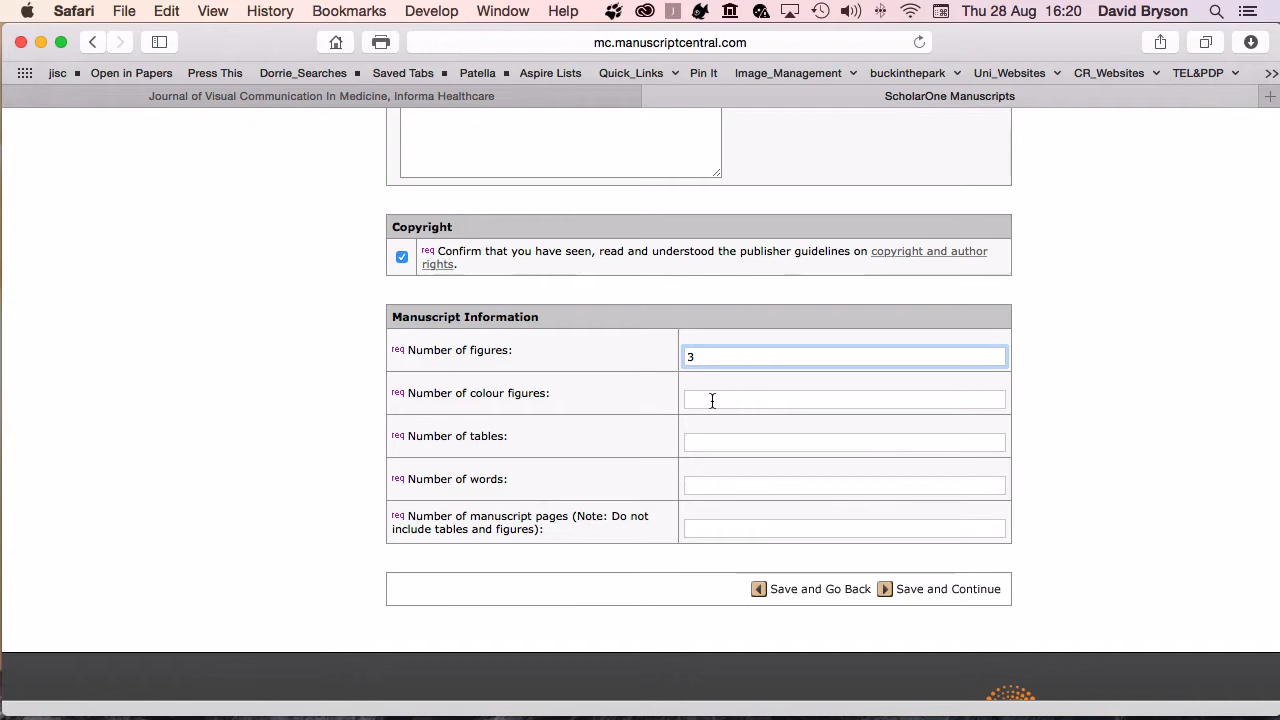 Safari File Edit View History Bookmarks Develop Window Help Thu 28 Aug 16:20 David Bryson
mc.manuscriptcentral.com
jisc Open in Papers Press This Dorrie_Searches Saved Tabs Patella Aspire Lists Quick_Links Pin It Image_Management buckinthepark Uni_Websites CR_Websites TEL&PDP
Journal of Visual Communication In Medicine, Informa Healthcare ScholarOne Manuscripts
Copyright
req Confirm that you have seen, read and understood the publisher guidelines on copyright and author
rights.
Manuscript Information
req Number of figures: 3
req Number of colour figures:
req Number of tables:
req Number of words:
req Number of manuscript pages (Note: Do not
include tables and figures):
Save and Go Back Save and Continue